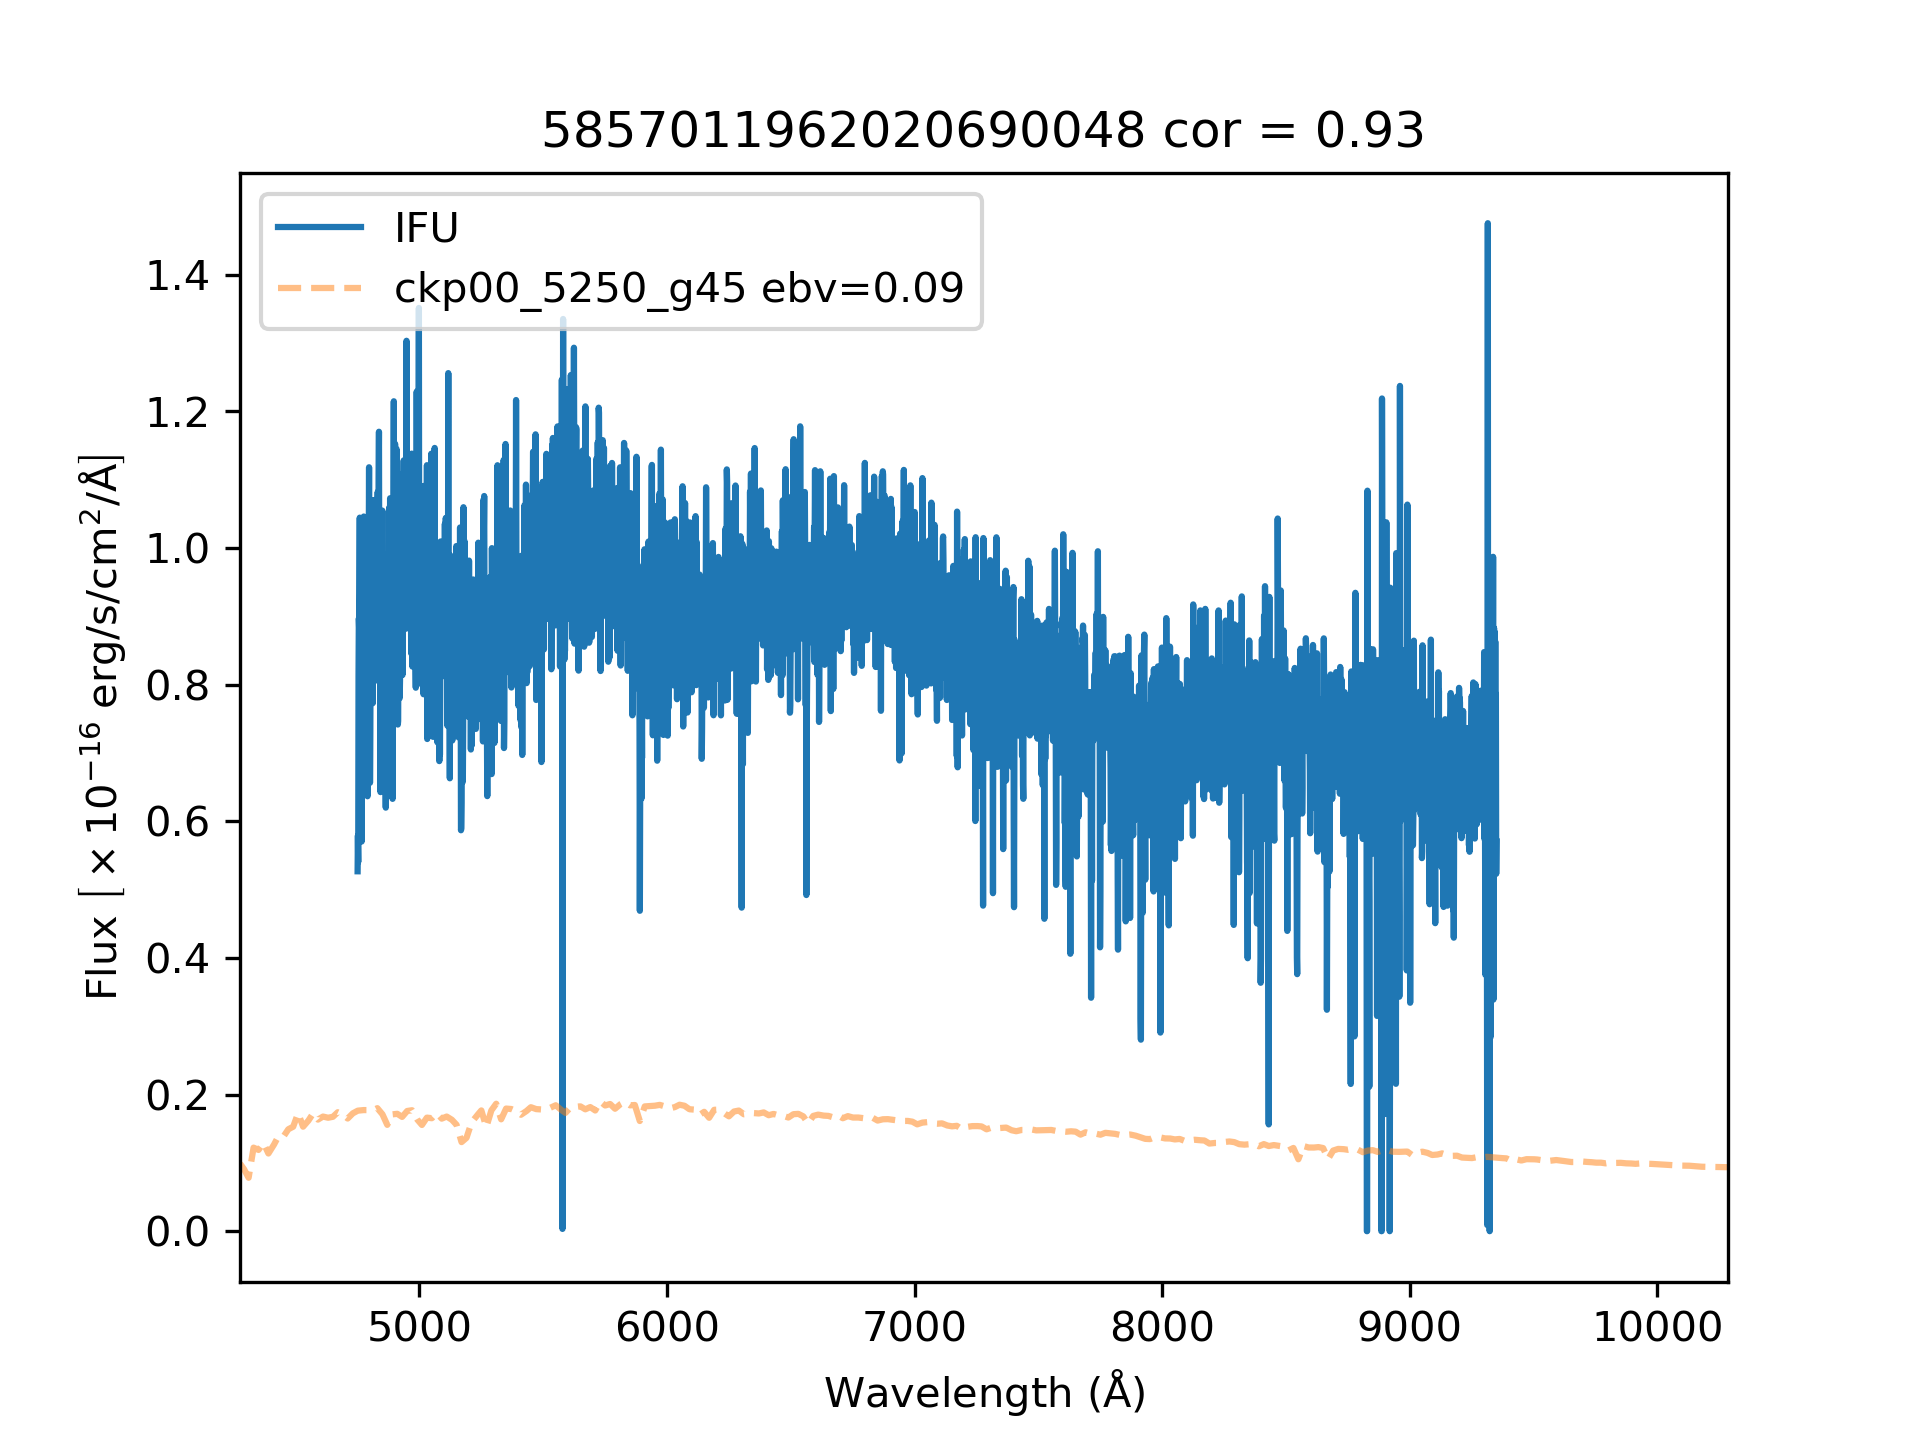 5857011962020690048 cor = 0.93
IFU
ckp00_5250_g45 ebv=0.09
Flux [×10⁻¹⁶ erg/s/cm²/Å]
1.4
1.2
1.0
0.8
0.6
0.4
0.2
0.0
5000 6000 7000 8000 9000 10000
Wavelength (Å)